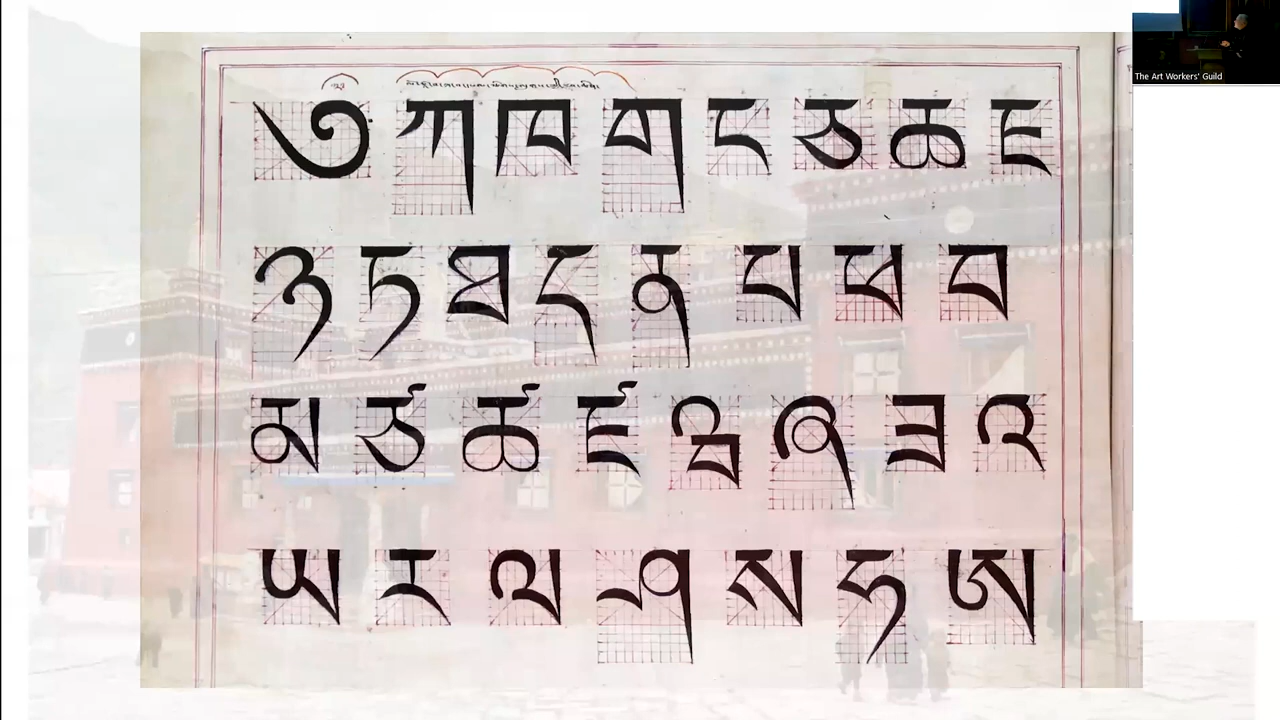 The Art Workers' Guild
ཀ ཁ ག ང ཅ ཆ ཇ
ཉ ཏ ཐ ད ན པ ཕ བ
མ ཙ ཚ ཛ ཝ ཞ ཟ འ
ཡ ར ལ ཤ ས ཧ ཨ